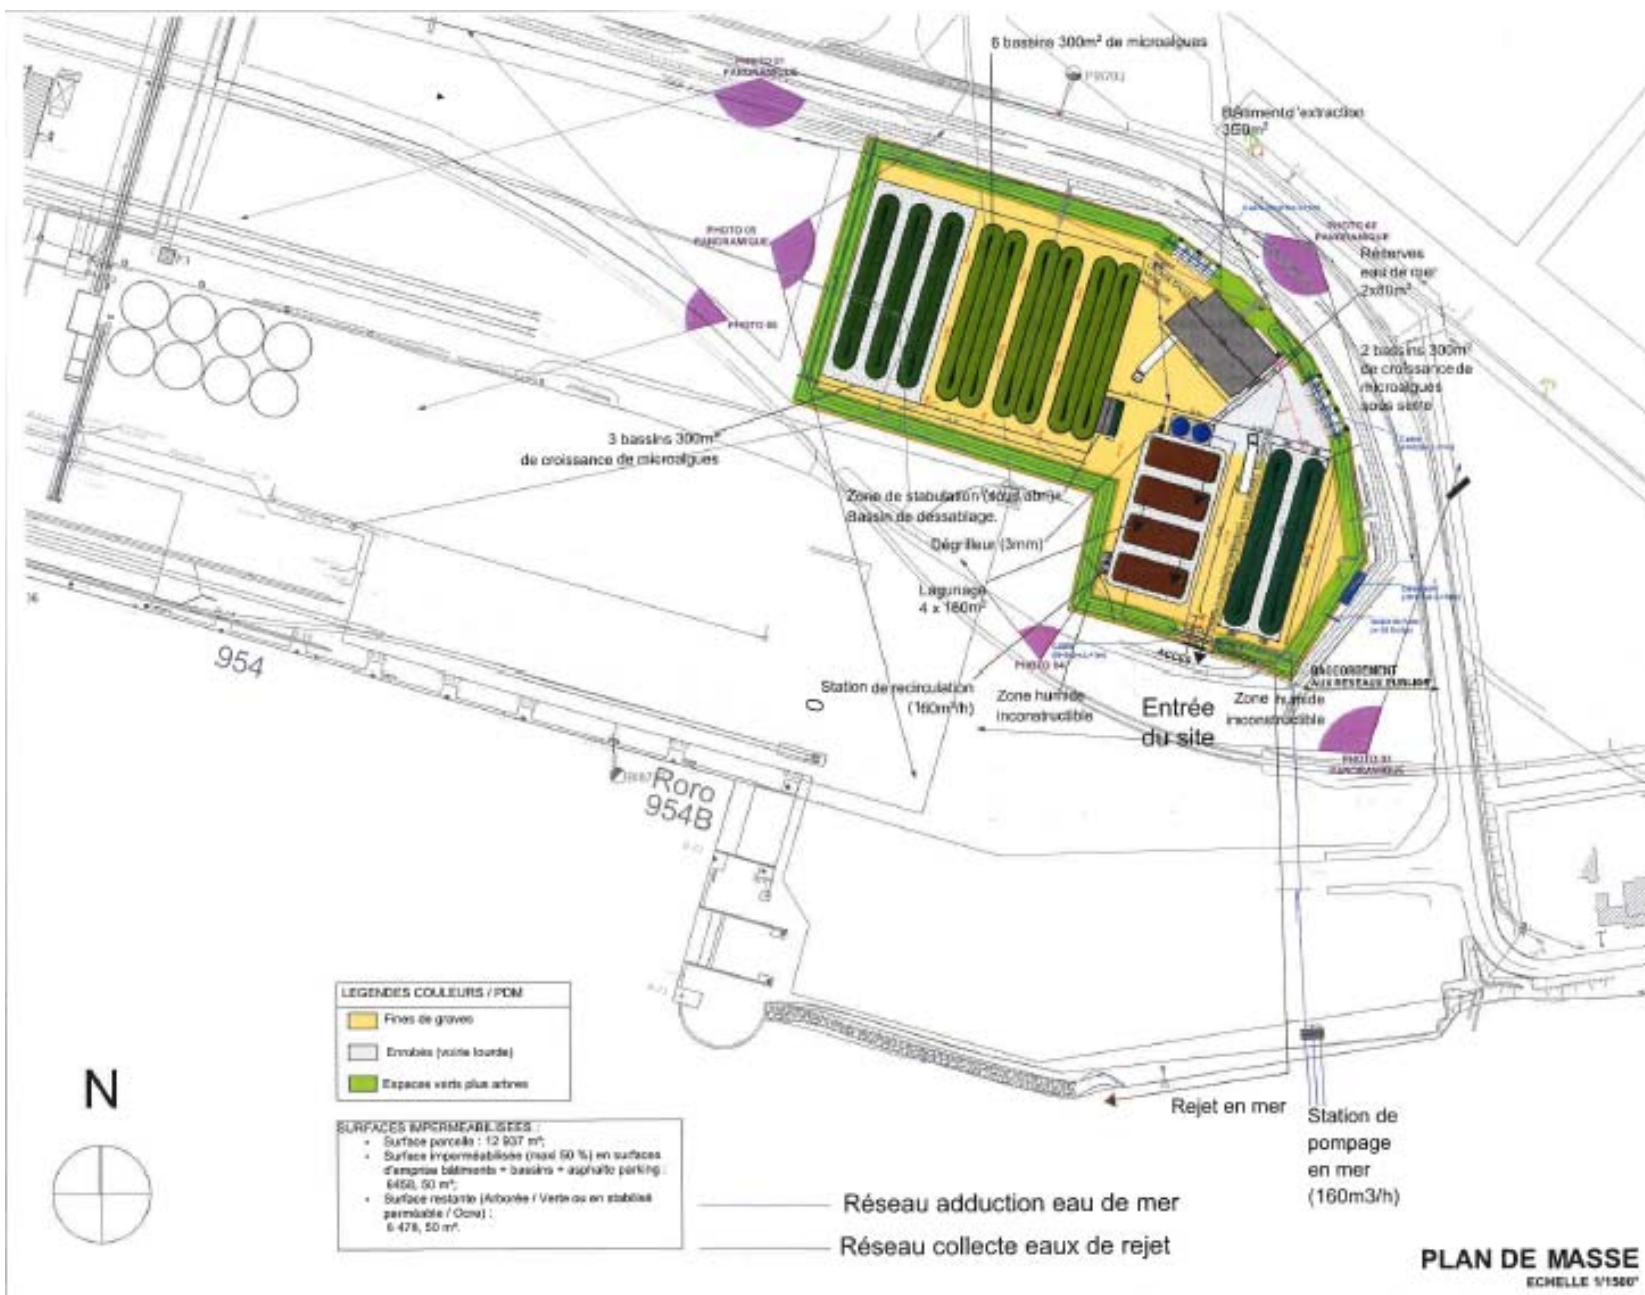 6 bassins 300m² de microalgues
PANORAMIQUE
Bâtiment d'extraction
PHOTO 05
PANORAMIQUE
PHOTO 02
PANORAMIQUE
Réserves
eau de mer
2x80m³
2 bassins 300m²
de croissance de
microalgues
sous serre
3 bassins 300m²
de croissance de microalgues
Zone de stabulation (sous abri)
Bassin de dessablage.
Dégrilleur (3mm)
Lagunage
4 x 160m²
PHOTO 04
ACCES
Station de recirculation
(160m³/h)
Zone humide
inconstructible
Entrée
du site
Zone humide
inconstructible
RACCORDEMENT
AUX RESEAUX PUBLICS
PANORAMIQUE
954
0
Roro
954B
36
LEGENDES COULEURS / PDM
Fines de graves
Enrobés (voirie lourde)
Espaces verts plus arbres
SURFACES IMPERMEABILISEES :
• Surface parcelle : 12 937 m²;
• Surface imperméabilisée (maxi 50 %) en surfaces
d'emprise bâtiments + bassins + asphalte parking :
6458, 50 m²;
• Surface restante (Arborée / Verte ou en stabilisé
perméable / Ocre) :
6 478, 50 m².
N
Rejet en mer
Station de
pompage
en mer
(160m3/h)
Réseau adduction eau de mer
Réseau collecte eaux de rejet
PLAN DE MASSE
ECHELLE 1/1500°